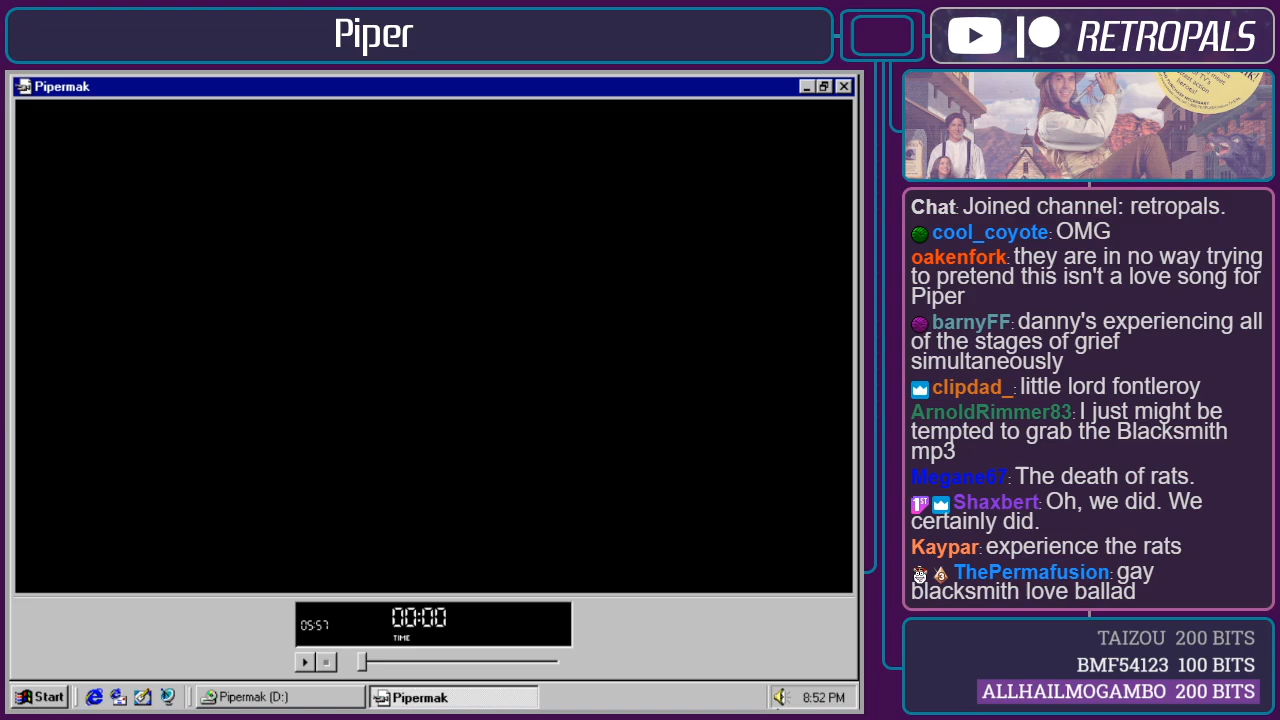 Piper
RETROPALS
Pipermak
Chat: Joined channel: retropals.
cool_coyote: OMG
oakenfork: they are in no way trying
to pretend this isn't a love song for
Piper
barnyFF: danny's experiencing all
of the stages of grief
simultaneously
clipdad_: little lord fontleroy
ArnoldRimmer83: I just might be
tempted to grab the Blacksmith
mp3
Megane67: The death of rats.
1ST Shaxbert: Oh, we did. We
certainly did.
Kaypar: experience the rats
3 ThePermafusion: gay
blacksmith love ballad
05:57
00:00
TIME
TAIZOU 200 BITS
BMF54123 100 BITS
ALLHAILMOGAMBO 200 BITS
Start
Pipermak (D:)
Pipermak
8:52 PM